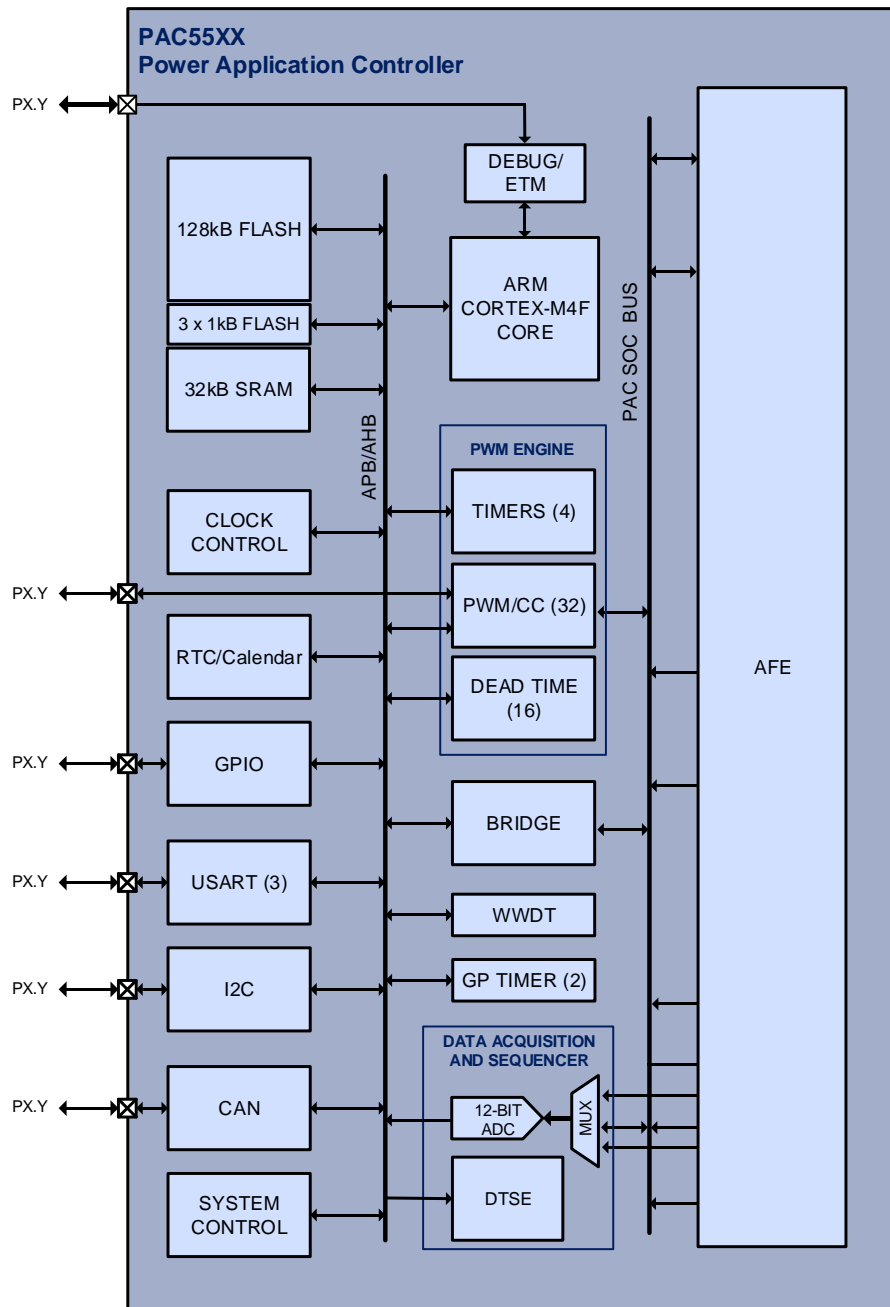 PAC55XX
Power Application Controller
PX.Y
DEBUG/
ETM
128kB FLASH
ARM
CORTEX-M4F
CORE
3 x 1kB FLASH
32kB SRAM
PAC SOC BUS
APB/AHB
PWM ENGINE
TIMERS (4)
CLOCK
CONTROL
PX.Y
PWM/CC (32)
RTC/Calendar
DEAD TIME
(16)
AFE
PX.Y
GPIO
BRIDGE
PX.Y
USART (3)
WWDT
PX.Y
I2C
GP TIMER (2)
DATA ACQUISITION
AND SEQUENCER
PX.Y
CAN
12-BIT
ADC
MUX
SYSTEM
CONTROL
DTSE